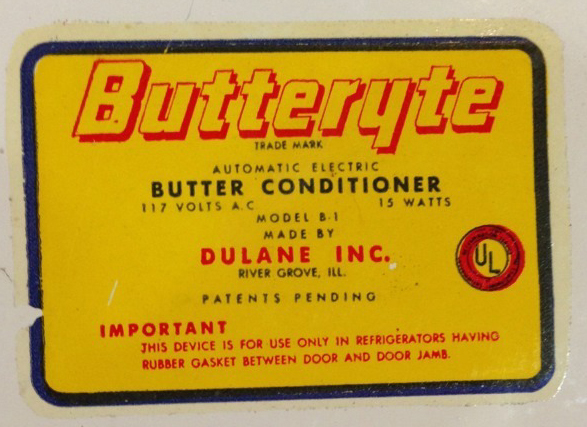 Butteryte
TRADE MARK
AUTOMATIC ELECTRIC
BUTTER CONDITIONER
117 VOLTS A.C. 15 WATTS
MODEL B-1
MADE BY
DULANE INC.
RIVER GROVE, ILL.
UL
PATENTS PENDING
IMPORTANT
THIS DEVICE IS FOR USE ONLY IN REFRIGERATORS HAVING
RUBBER GASKET BETWEEN DOOR AND DOOR JAMB.